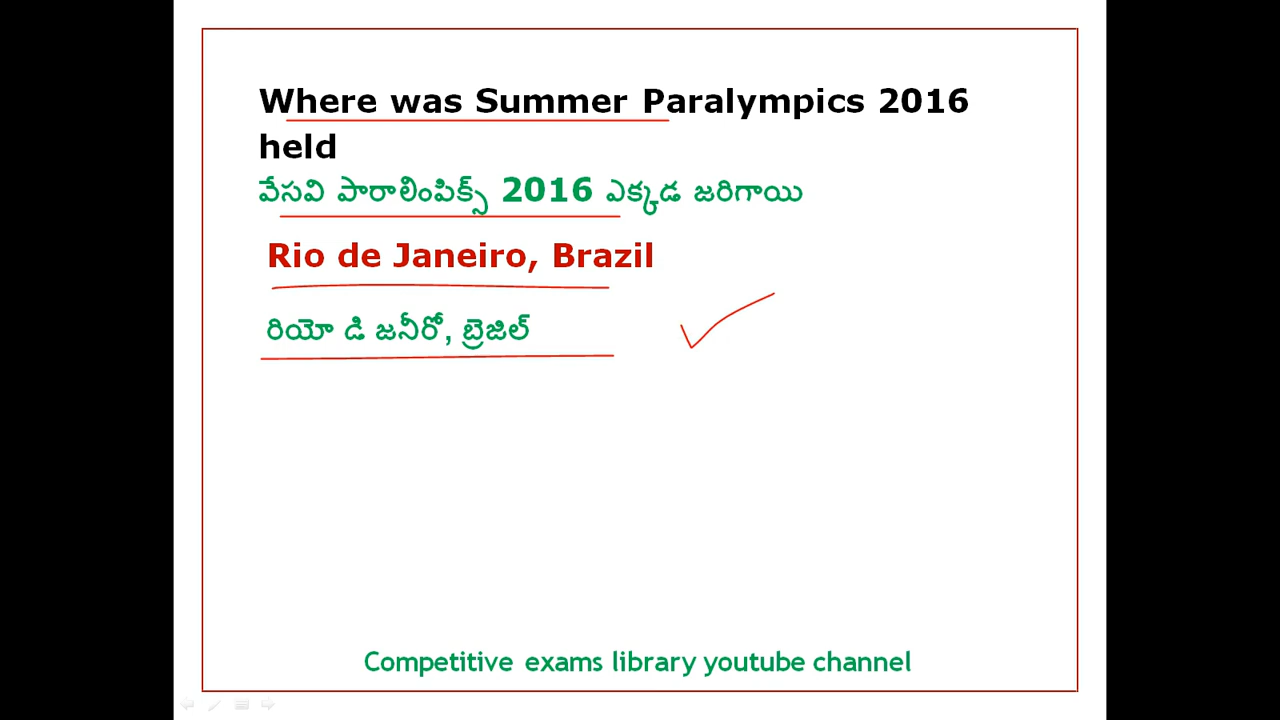 Where was Summer Paralympics 2016
held
వేసవి పారాలింపిక్స్ 2016 ఎక్కడ జరిగాయి
Rio de Janeiro, Brazil
రియో డి జనీరో, బ్రెజిల్
Competitive exams library youtube channel